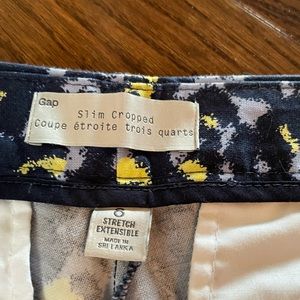 Gap
Slim Cropped
Coupe étroite trois quarts
6
STRETCH
EXTENSIBLE
MADE IN
SRI LANKA